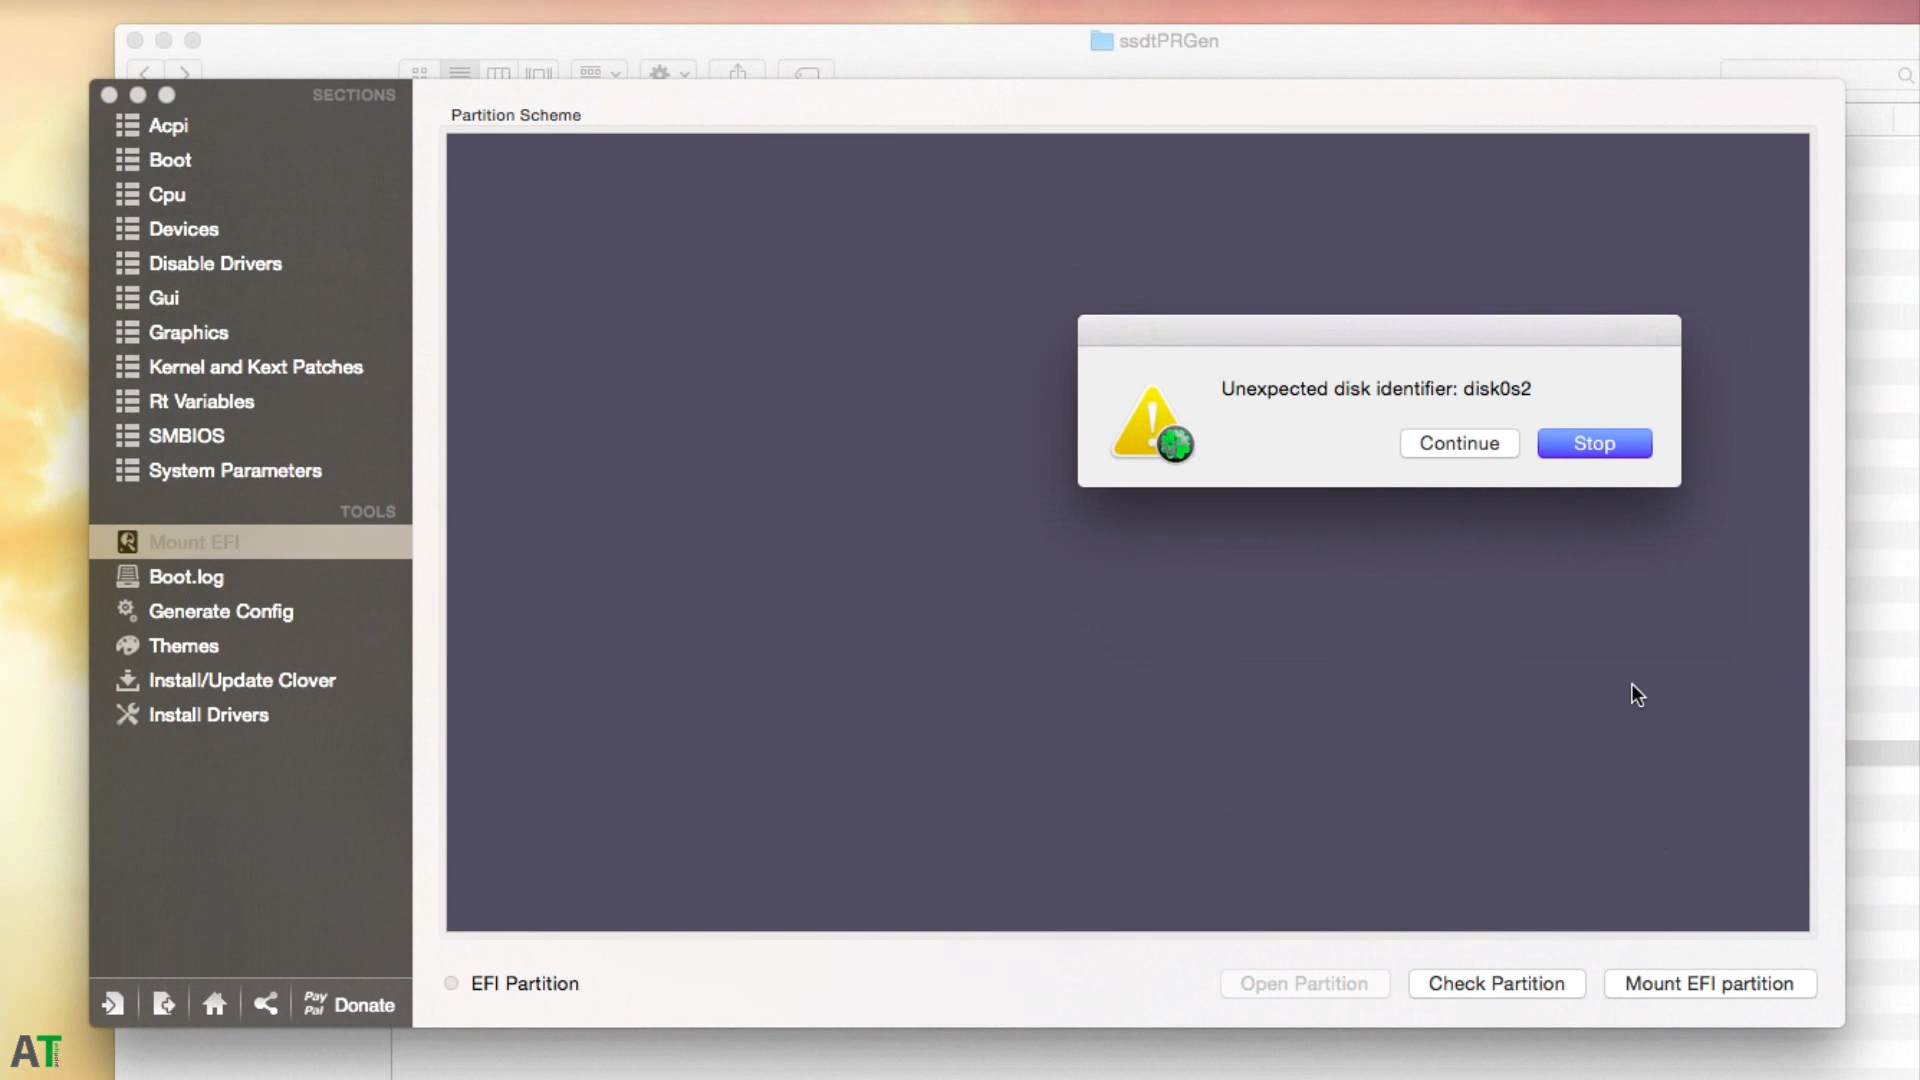 ssdtPRGen
SECTIONS
Acpi
Boot
Cpu
Devices
Disable Drivers
Gui
Graphics
Kernel and Kext Patches
Rt Variables
SMBIOS
System Parameters
TOOLS
Mount EFI
Boot.log
Generate Config
Themes
Install/Update Clover
Install Drivers
Pay
Pal
Donate
Partition Scheme
Unexpected disk identifier: disk0s2
Continue
Stop
EFI Partition
Open Partition
Check Partition
Mount EFI partition
AT